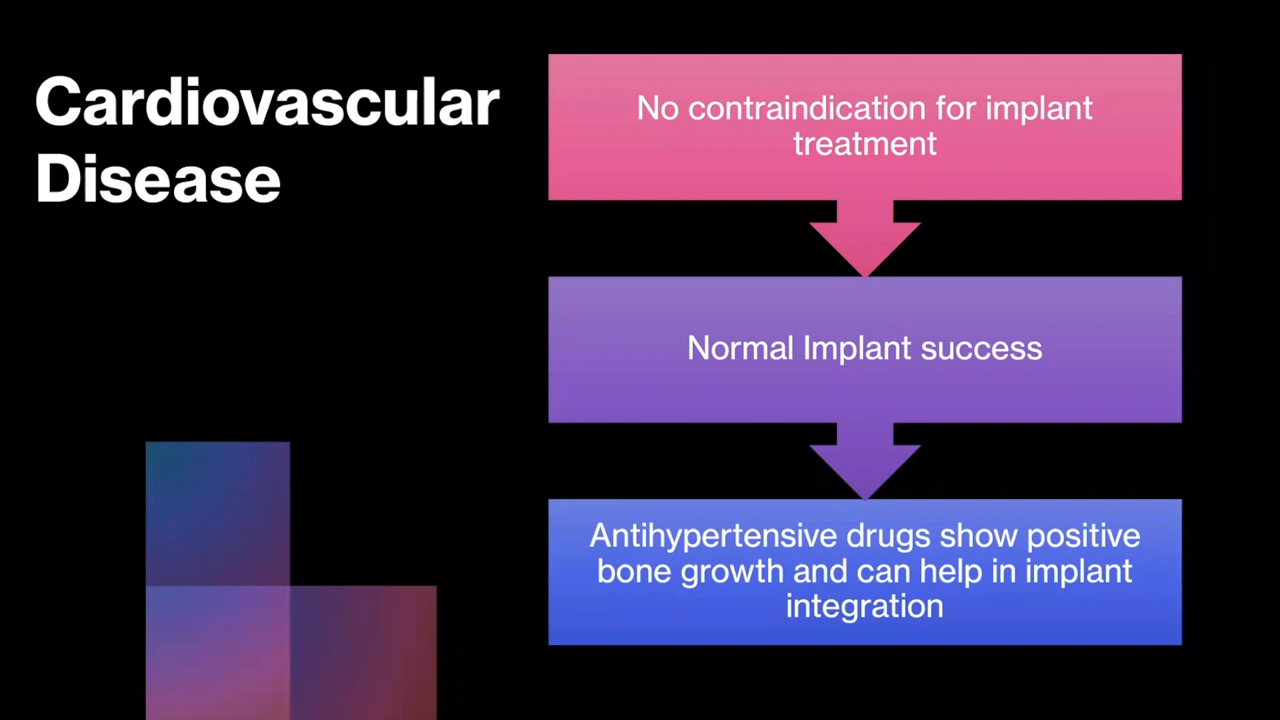 Cardiovascular
Disease
No contraindication for implant
treatment
Normal Implant success
Antihypertensive drugs show positive
bone growth and can help in implant
integration